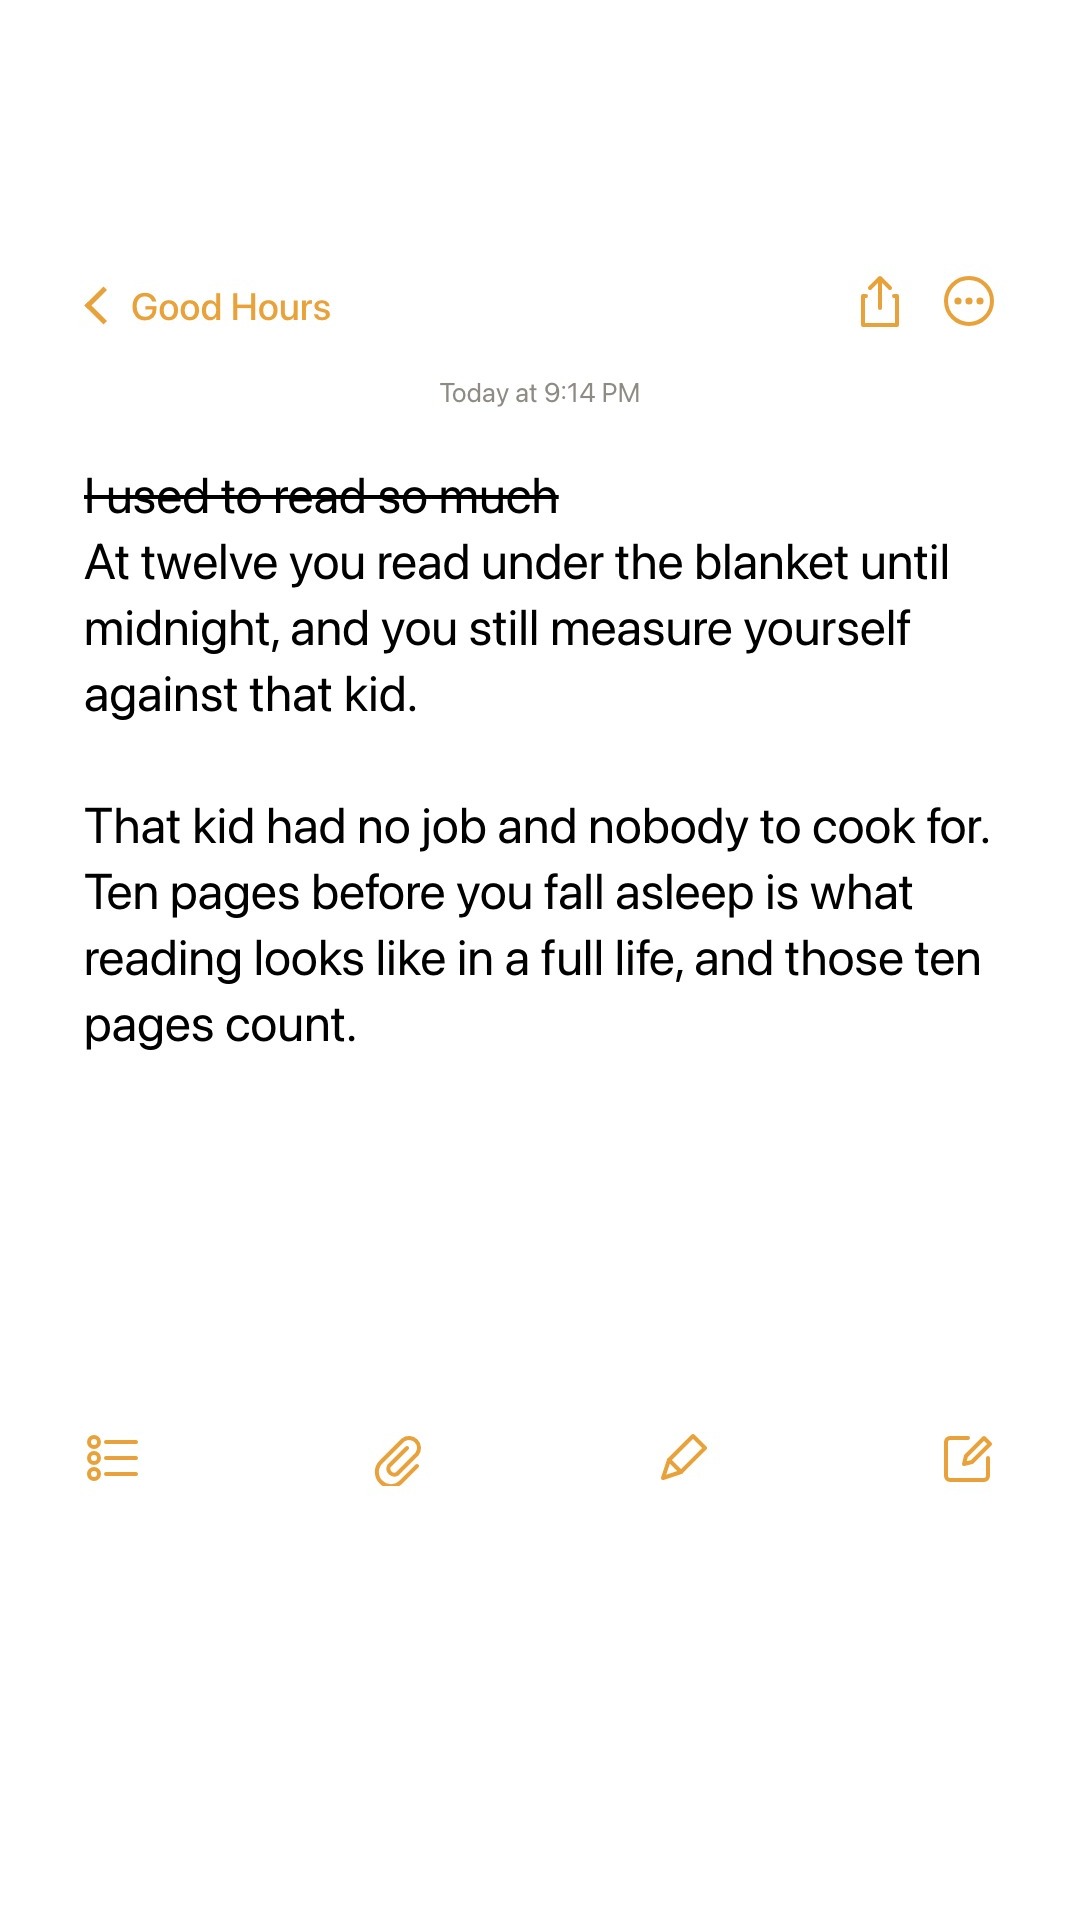 Good Hours
Today at 9:14 PM
I used to read so much
At twelve you read under the blanket until
midnight, and you still measure yourself
against that kid.
That kid had no job and nobody to cook for.
Ten pages before you fall asleep is what
reading looks like in a full life, and those ten
pages count.